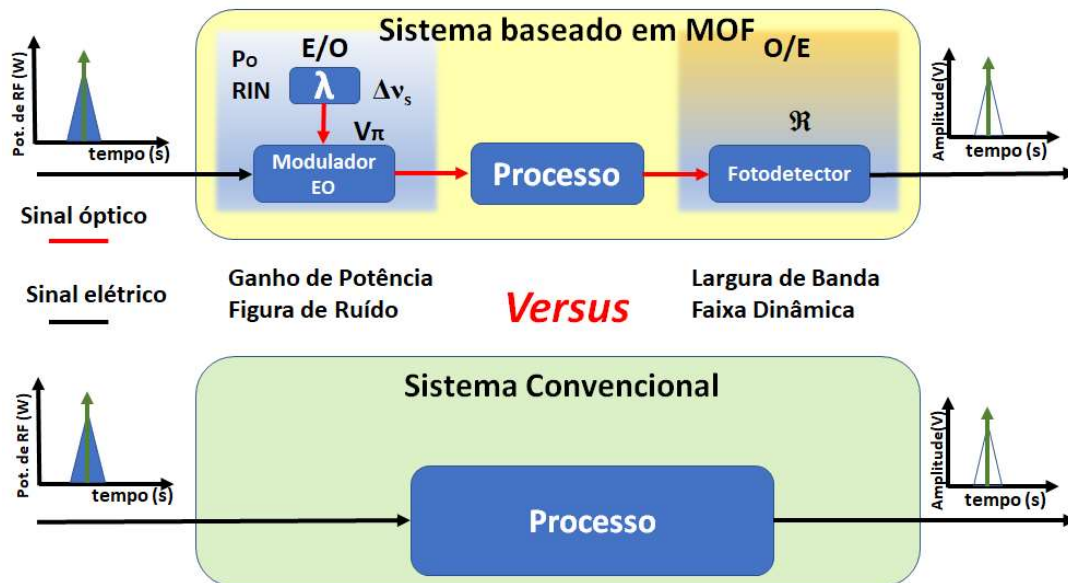 Sistema baseado em MOF
Pot. de RF (W)
tempo (s)
E/O
Po
RIN
λ
Δνs
Vπ
Modulador
EO
Processo
O/E
ℜ
Fotodetector
Amplitude(V)
tempo (s)
Sinal óptico
Sinal elétrico
Ganho de Potência
Figura de Ruído
Versus
Largura de Banda
Faixa Dinâmica
Sistema Convencional
Pot. de RF (W)
tempo (s)
Processo
Amplitude(V)
tempo (s)